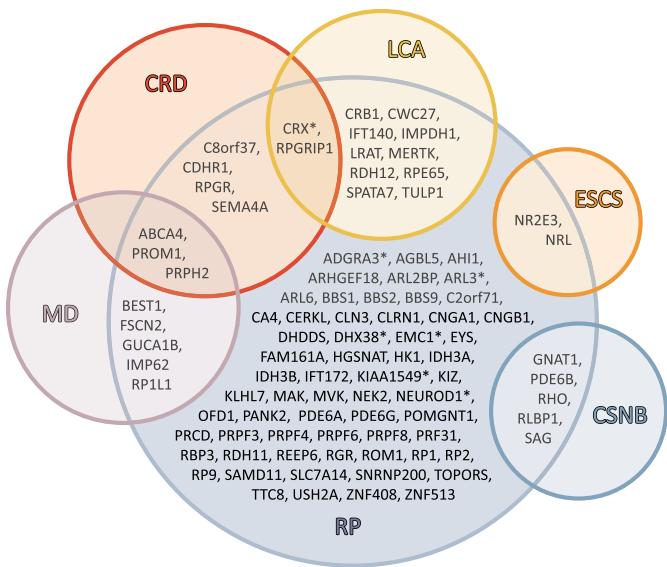 LCA
CRD
CRX*,
RPGRIP1
CRB1, CWC27,
IFT140, IMPDH1,
LRAT, MERTK,
RDH12, RPE65,
SPATA7, TULP1
C8orf37,
CDHR1,
RPGR,
SEMA4A
ESCS
NR2E3,
NRL
ABCA4,
PROM1,
PRPH2
MD
BEST1,
FSCN2,
GUCA1B,
IMP62
RP1L1
ADGRA3*, AGBL5, AHI1,
ARHGEF18, ARL2BP, ARL3*,
ARL6, BBS1, BBS2, BBS9, C2orf71,
CA4, CERKL, CLN3, CLRN1, CNGA1, CNGB1,
DHDDS, DHX38*, EMC1*, EYS,
FAM161A, HGSNAT, HK1, IDH3A,
IDH3B, IFT172, KIAA1549*, KIZ,
KLHL7, MAK, MVK, NEK2, NEUROD1*,
OFD1, PANK2, PDE6A, PDE6G, POMGNT1,
PRCD, PRPF3, PRPF4, PRPF6, PRPF8, PRF31,
RBP3, RDH11, REEP6, RGR, ROM1, RP1, RP2,
RP9, SAMD11, SLC7A14, SNRNP200, TOPORS,
TTC8, USH2A, ZNF408, ZNF513
GNAT1,
PDE6B,
RHO,
RLBP1,
SAG
CSNB
RP